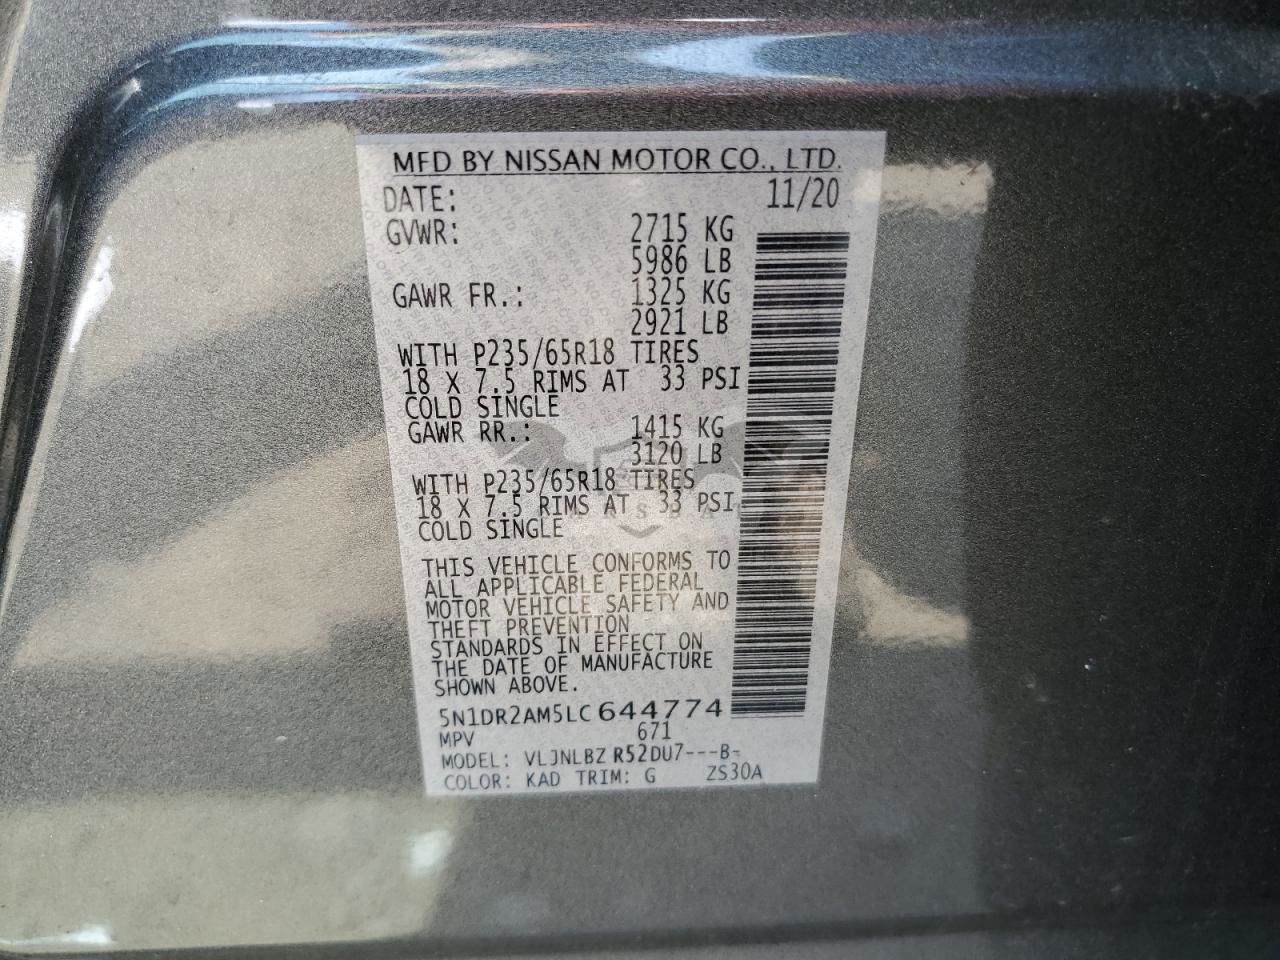 MFD BY NISSAN MOTOR CO., LTD.
DATE: 11/20
GVWR: 2715 KG
5986 LB
GAWR FR.: 1325 KG
2921 LB
WITH P235/65R18 TIRES
18 X 7.5 RIMS AT 33 PSI
COLD SINGLE
GAWR RR.: 1415 KG
3120 LB
WITH P235/65R18 TIRES
18 X 7.5 RIMS AT 33 PSI
COLD SINGLE
THIS VEHICLE CONFORMS TO
ALL APPLICABLE FEDERAL
MOTOR VEHICLE SAFETY AND
THEFT PREVENTION
STANDARDS IN EFFECT ON
THE DATE OF MANUFACTURE
SHOWN ABOVE.
5N1DR2AM5LC644774
MPV 671
MODEL: VLJNLBZ R52DU7---B-
COLOR: KAD TRIM: G ZS30A